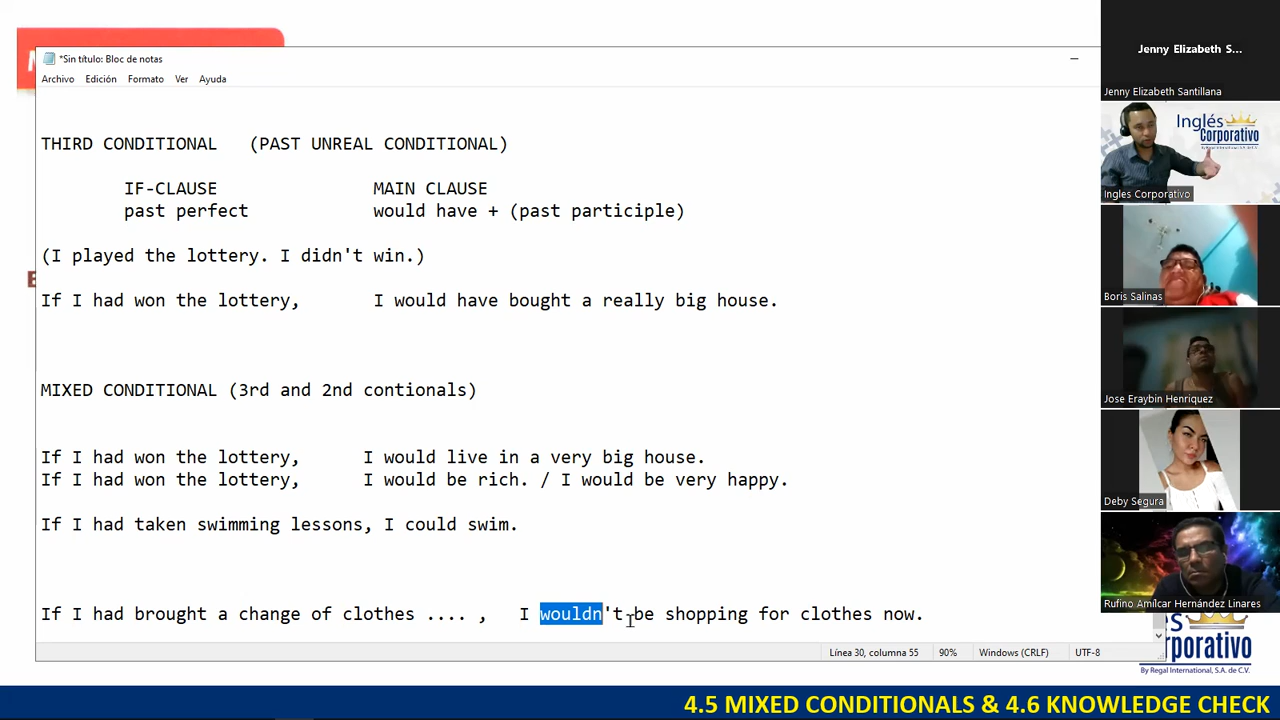 *Sin título: Bloc de notas
Archivo Edición Formato Ver Ayuda
THIRD CONDITIONAL (PAST UNREAL CONDITIONAL)
IF-CLAUSE MAIN CLAUSE
past perfect would have + (past participle)
(I played the lottery. I didn't win.)
If I had won the lottery, I would have bought a really big house.
MIXED CONDITIONAL (3rd and 2nd contionals)
If I had won the lottery, I would live in a very big house.
If I had won the lottery, I would be rich. / I would be very happy.
If I had taken swimming lessons, I could swim.
If I had brought a change of clothes .... , I wouldn't be shopping for clothes now.
Línea 30, columna 55 90% Windows (CRLF) UTF-8
Jenny Elizabeth S...
Jenny Elizabeth Santillana
Inglés
Corporativo
By Regal International, S.A. de C.V.
Ingles Corporativo
Boris Salinas
Jose Eraybin Henriquez
Deby Segura
Rufino Amílcar Hernández Linares
By Regal International, S.A. de C.V.
4.5 MIXED CONDITIONALS & 4.6 KNOWLEDGE CHECK